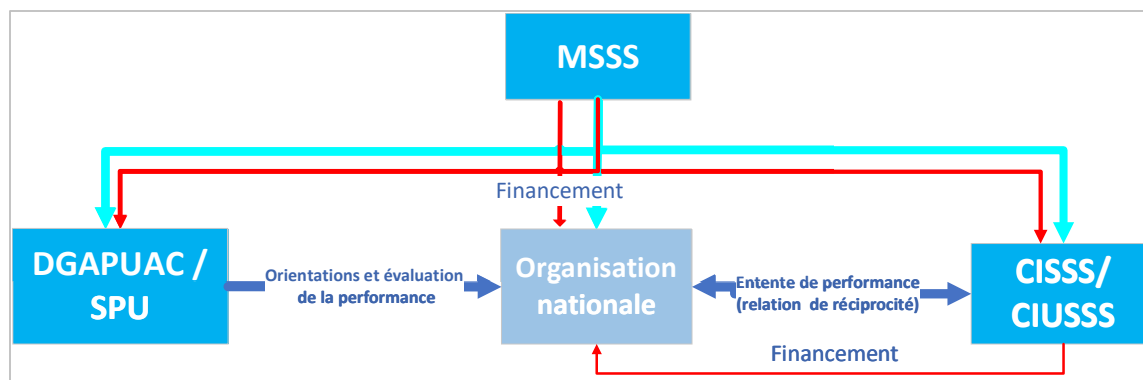 MSSS
Financement
DGAPUAC /
SPU
Orientations et évaluation
de la performance
Organisation
nationale
Entente de performance
(relation de réciprocité)
CISSS/
CIUSSS
Financement